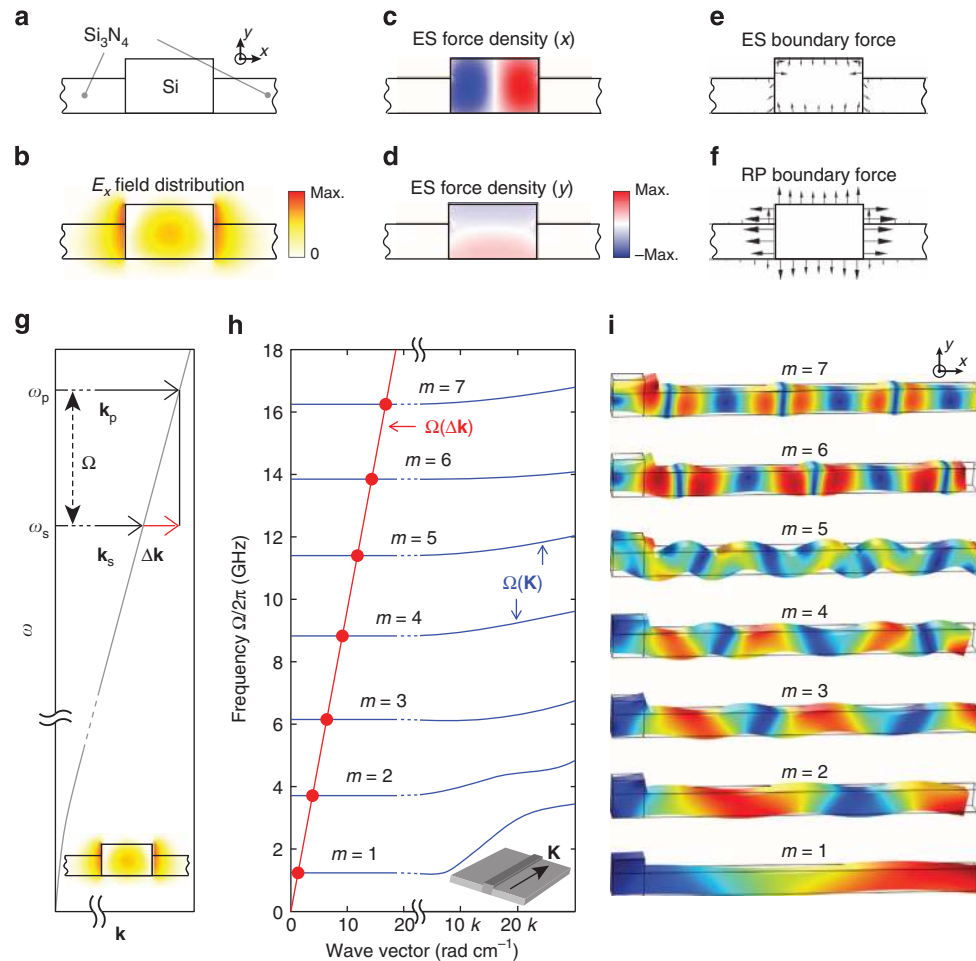 a
Si₃N₄
y
x
Si
c
ES force density (x)
e
ES boundary force
b
Eₓ field distribution
Max.
0
d
ES force density (y)
Max.
–Max.
f
RP boundary force
g
ωₚ
kₚ
Ω
ωₛ
kₛ
Δk
ω
k
h
18
16
14
12
10
8
6
4
2
0
Frequency Ω/2π (GHz)
m = 7
Ω(Δk)
m = 6
m = 5
Ω(K)
m = 4
m = 3
m = 2
m = 1
K
0
10
20
10 k
20 k
Wave vector (rad cm⁻¹)
i
y
x
m = 7
m = 6
m = 5
m = 4
m = 3
m = 2
m = 1